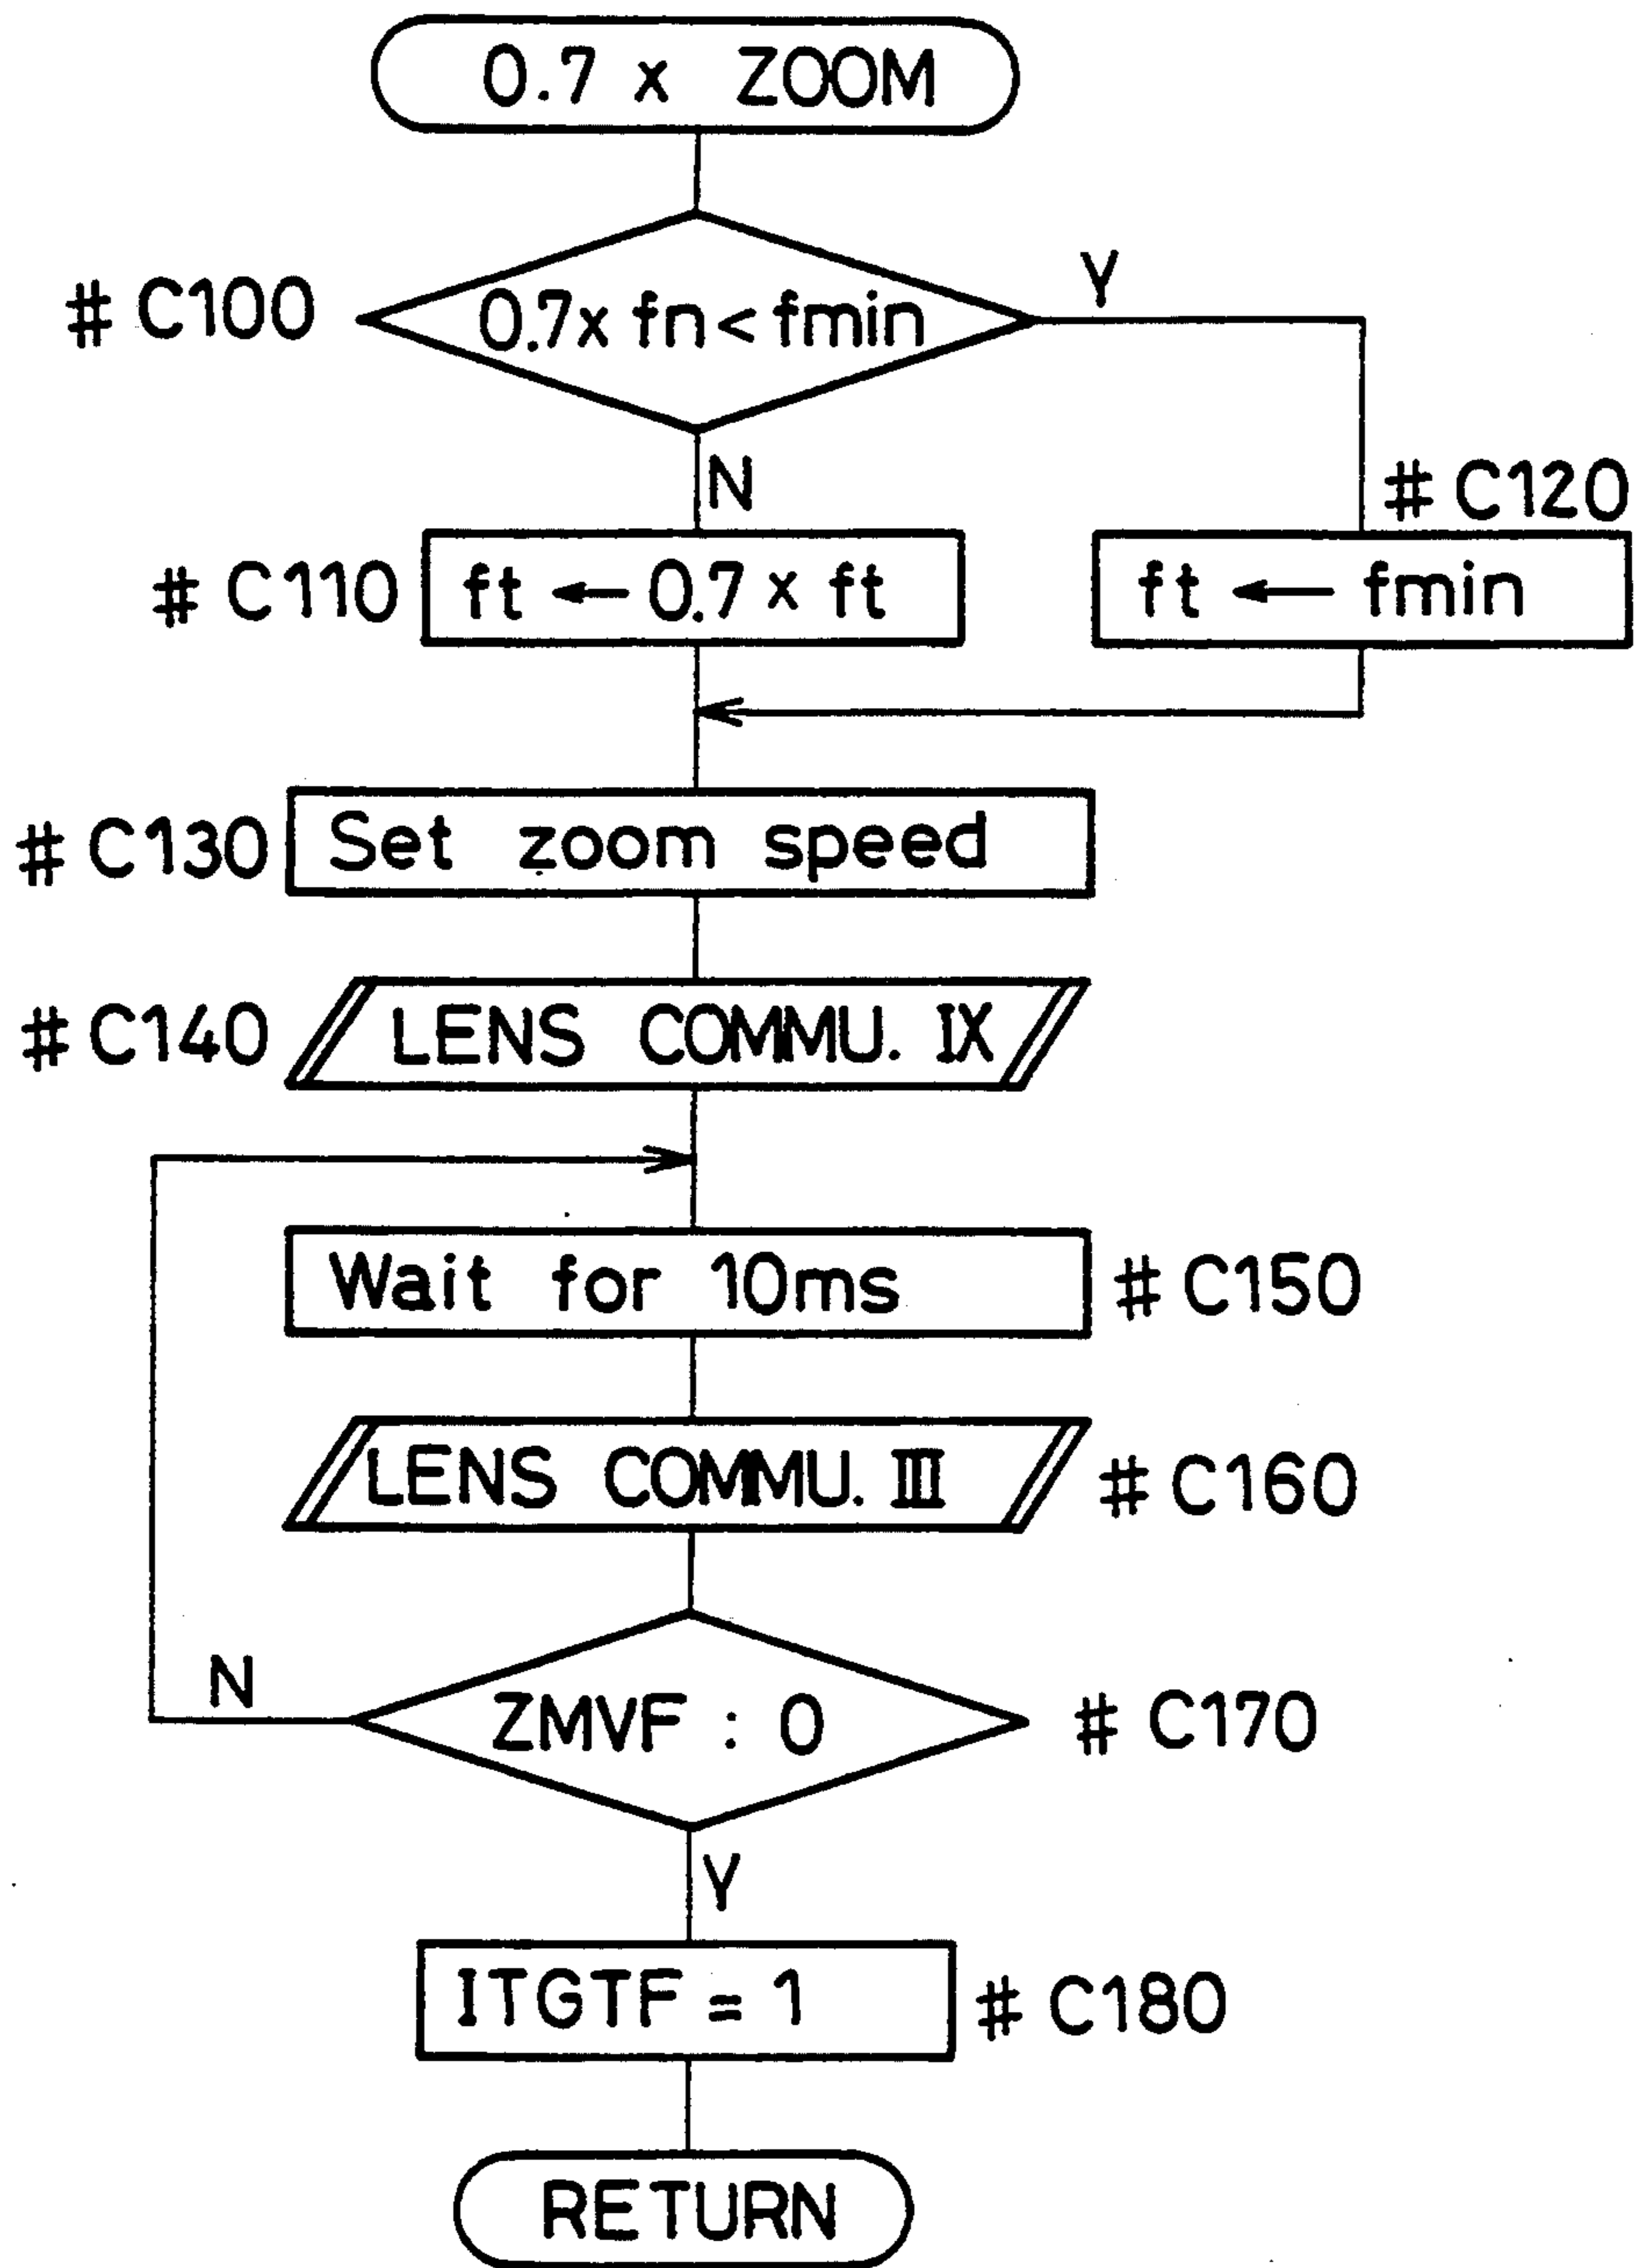 0.7 x ZOOM
# C100
0.7x fn < fmin
Y
N
# C120
# C110
ft ← 0.7 x ft
ft ← fmin
# C130
Set zoom speed
# C140
LENS COMMU. IX
Wait for 10ms
# C150
LENS COMMU. III
# C160
N
ZMVF : 0
# C170
Y
ITGTF = 1
# C180
RETURN